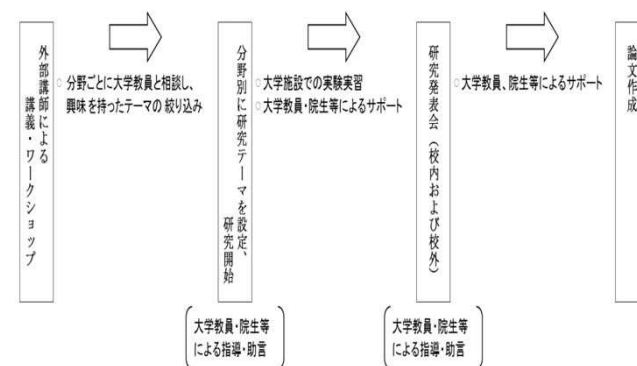 外部講師による
講義・ワークショップ
○分野ごとに大学教員と相談し、
興味を持ったテーマの絞り込み
分野別に研究テーマを設定、
研究開始
大学教員・院生等
による指導・助言
○大学施設での実験実習
○大学教員・院生等によるサポート
研究発表会（校内および校外）
大学教員・院生等
による指導・助言
○大学教員、院生等によるサポート
論文作成